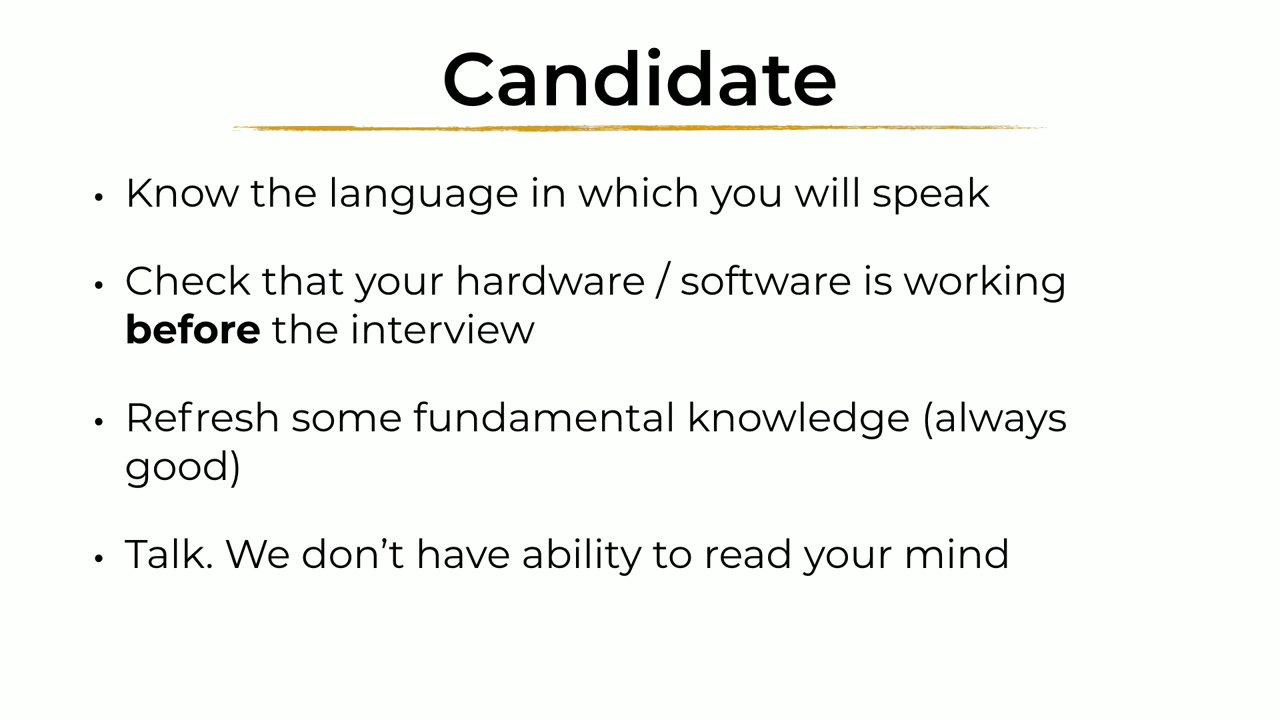 Candidate
• Know the language in which you will speak
• Check that your hardware / software is working
before the interview
• Refresh some fundamental knowledge (always
good)
• Talk. We don’t have ability to read your mind